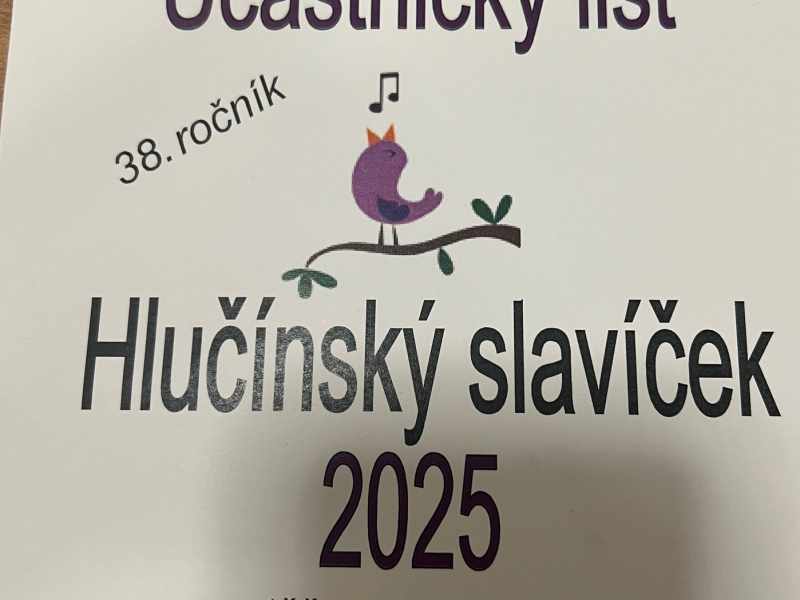 Účastnický list
38. ročník
Hlučínský slavíček
2025